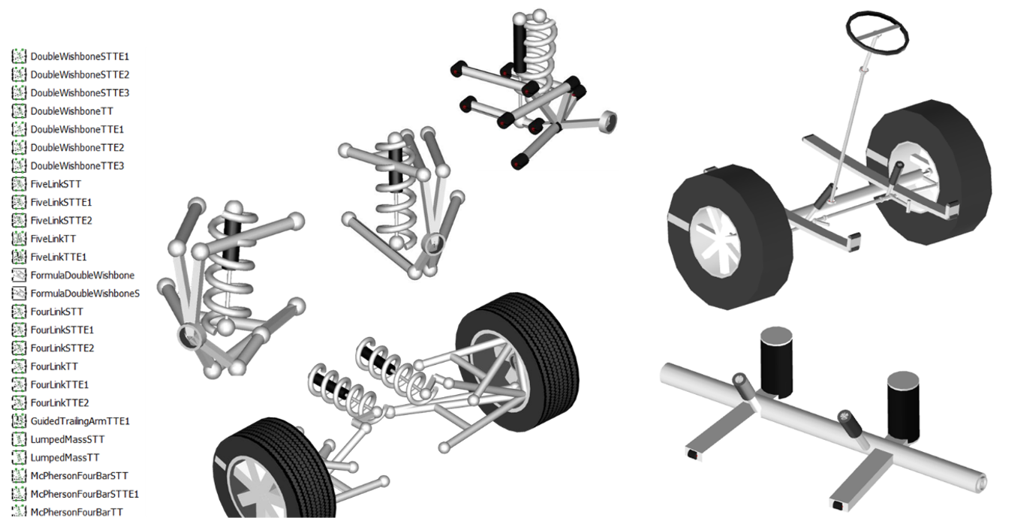 DoubleWishboneSTTE1
DoubleWishboneSTTE2
DoubleWishboneSTTE3
DoubleWishboneTT
DoubleWishboneTTE1
DoubleWishboneTTE2
DoubleWishboneTTE3
FiveLinkSTT
FiveLinkSTTE1
FiveLinkSTTE2
FiveLinkTT
FiveLinkTTE1
FormulaDoubleWishbone
FormulaDoubleWishboneS
FourLinkSTT
FourLinkSTTE1
FourLinkSTTE2
FourLinkTT
FourLinkTTE1
FourLinkTTE2
GuidedTrailingArmTTE1
LumpedMassSTT
LumpedMassTT
McPhersonFourBarSTT
McPhersonFourBarSTTE1
McPhersonFourBarTT